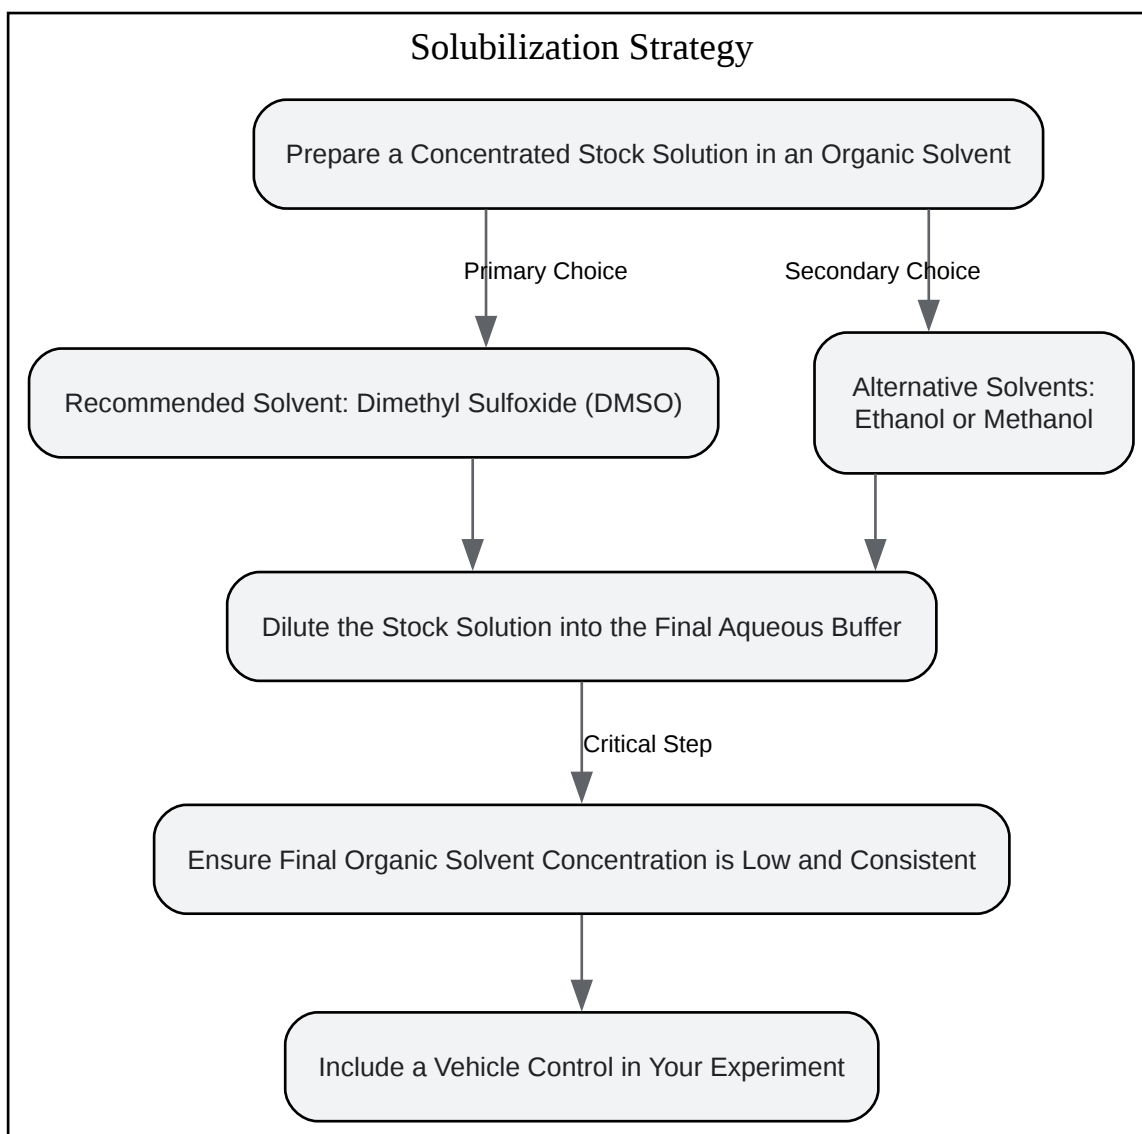 Solubilization Strategy
Prepare a Concentrated Stock Solution in an Organic Solvent
Primary Choice
Secondary Choice
Recommended Solvent: Dimethyl Sulfoxide (DMSO)
Alternative Solvents:
Ethanol or Methanol
Dilute the Stock Solution into the Final Aqueous Buffer
Critical Step
Ensure Final Organic Solvent Concentration is Low and Consistent
Include a Vehicle Control in Your Experiment